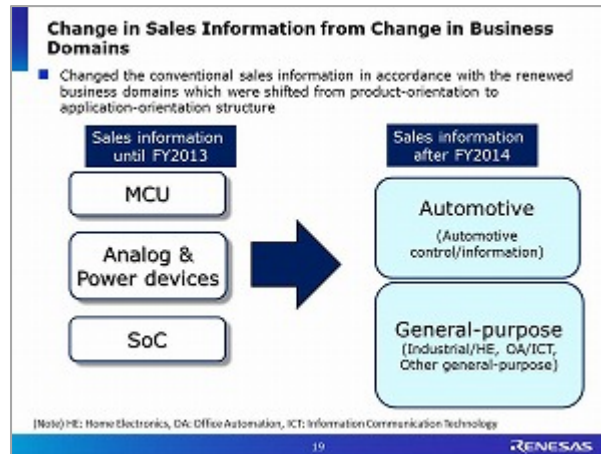 Change in Sales Information from Change in Business
Domains
Changed the conventional sales information in accordance with the renewed
business domains which were shifted from product-orientation to
application-orientation structure
Sales information
until FY2013
MCU
Analog &
Power devices
SoC
Sales information
after FY2014
Automotive
(Automotive
control/information)
General-purpose
(Industrial/HE, OA/ICT,
Other general-purpose)
(Note) HE: Home Electronics, OA: Office Automation, ICT: Information Communication Technology
19
RENESAS